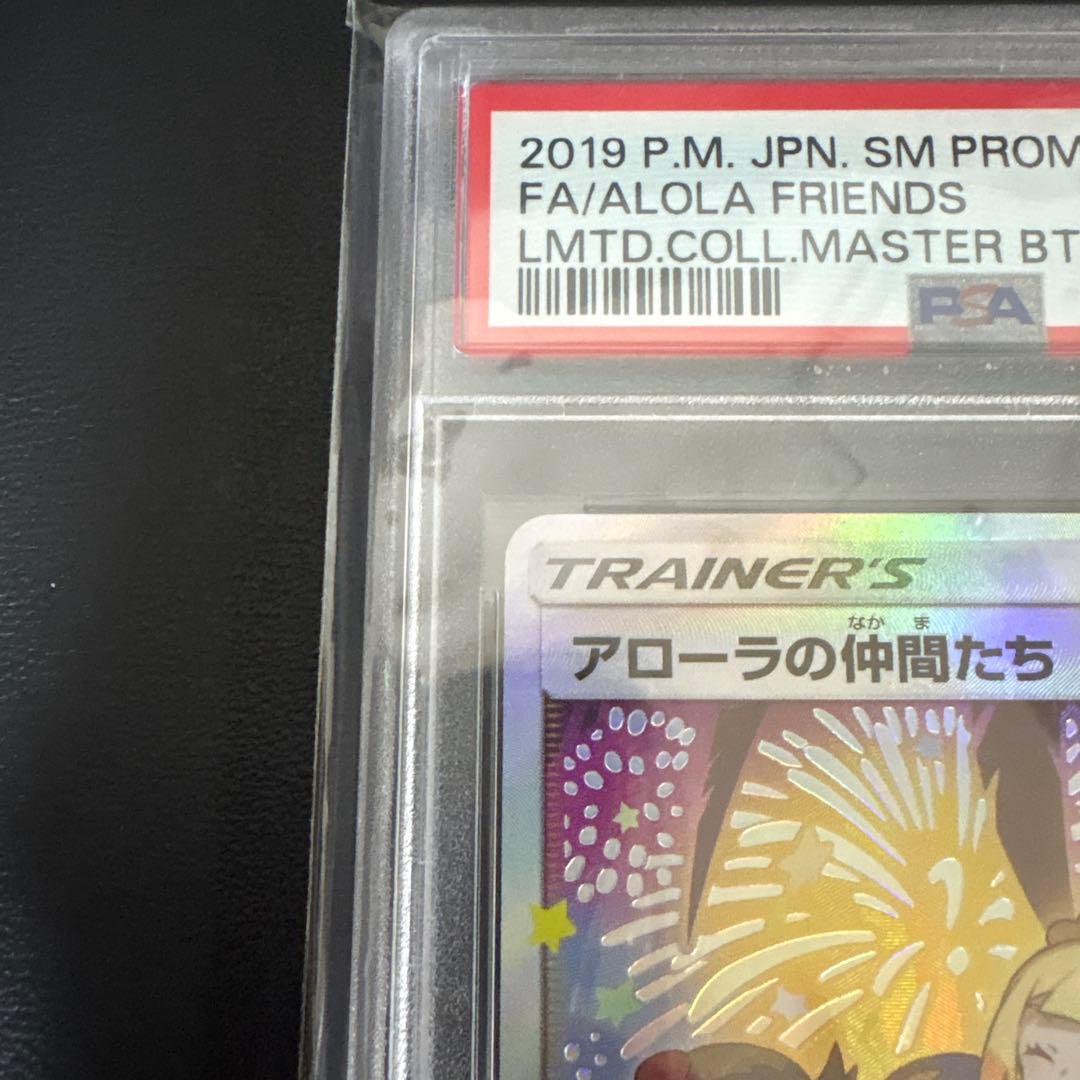 2019 P.M. JPN. SM PROM
FA/ALOLA FRIENDS
LMTD.COLL.MASTER BT
PSA
TRAINER'S
なかま
アローラの仲間たち